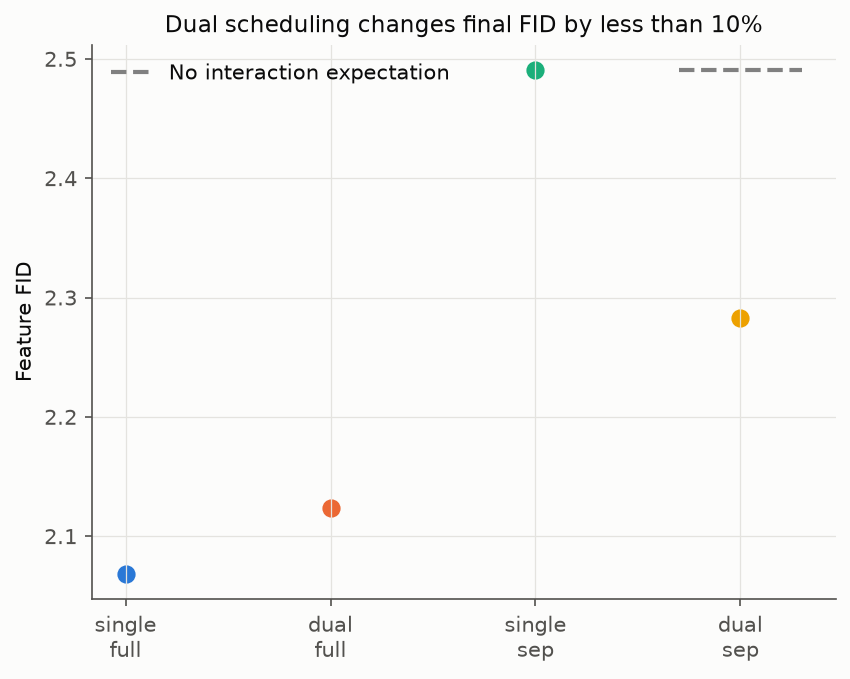 Dual scheduling changes final FID by less than 10%
No interaction expectation
Feature FID
2.5
2.4
2.3
2.2
2.1
single
full
dual
full
single
sep
dual
sep